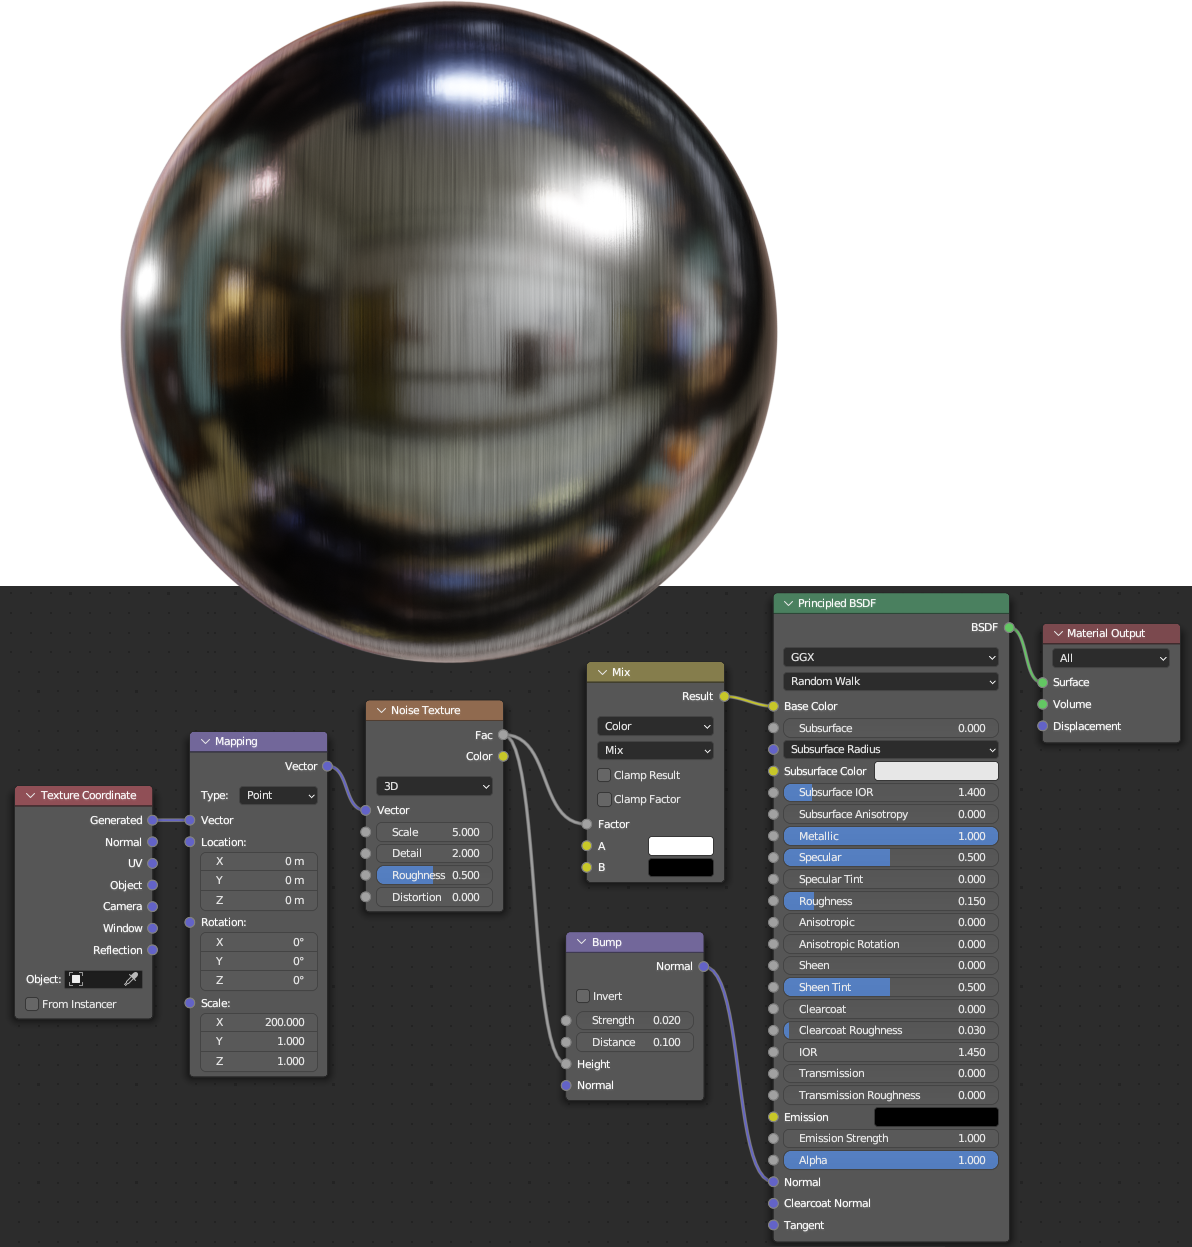 Texture Coordinate
Generated
Normal
UV
Object
Camera
Window
Reflection
Object:
From Instancer
Mapping
Vector
Type: Point
Vector
Location:
X 0 m
Y 0 m
Z 0 m
Rotation:
X 0°
Y 0°
Z 0°
Scale:
X 200.000
Y 1.000
Z 1.000
Noise Texture
Fac
Color
3D
Vector
Scale 5.000
Detail 2.000
Roughness 0.500
Distortion 0.000
Mix
Result
Color
Mix
Clamp Result
Clamp Factor
Factor
A
B
Bump
Normal
Invert
Strength 0.020
Distance 0.100
Height
Normal
Principled BSDF
BSDF
GGX
Random Walk
Base Color
Subsurface 0.000
Subsurface Radius
Subsurface Color
Subsurface IOR 1.400
Subsurface Anisotropy 0.000
Metallic 1.000
Specular 0.500
Specular Tint 0.000
Roughness 0.150
Anisotropic 0.000
Anisotropic Rotation 0.000
Sheen 0.000
Sheen Tint 0.500
Clearcoat 0.000
Clearcoat Roughness 0.030
IOR 1.450
Transmission 0.000
Transmission Roughness 0.000
Emission
Emission Strength 1.000
Alpha 1.000
Normal
Clearcoat Normal
Tangent
Material Output
All
Surface
Volume
Displacement